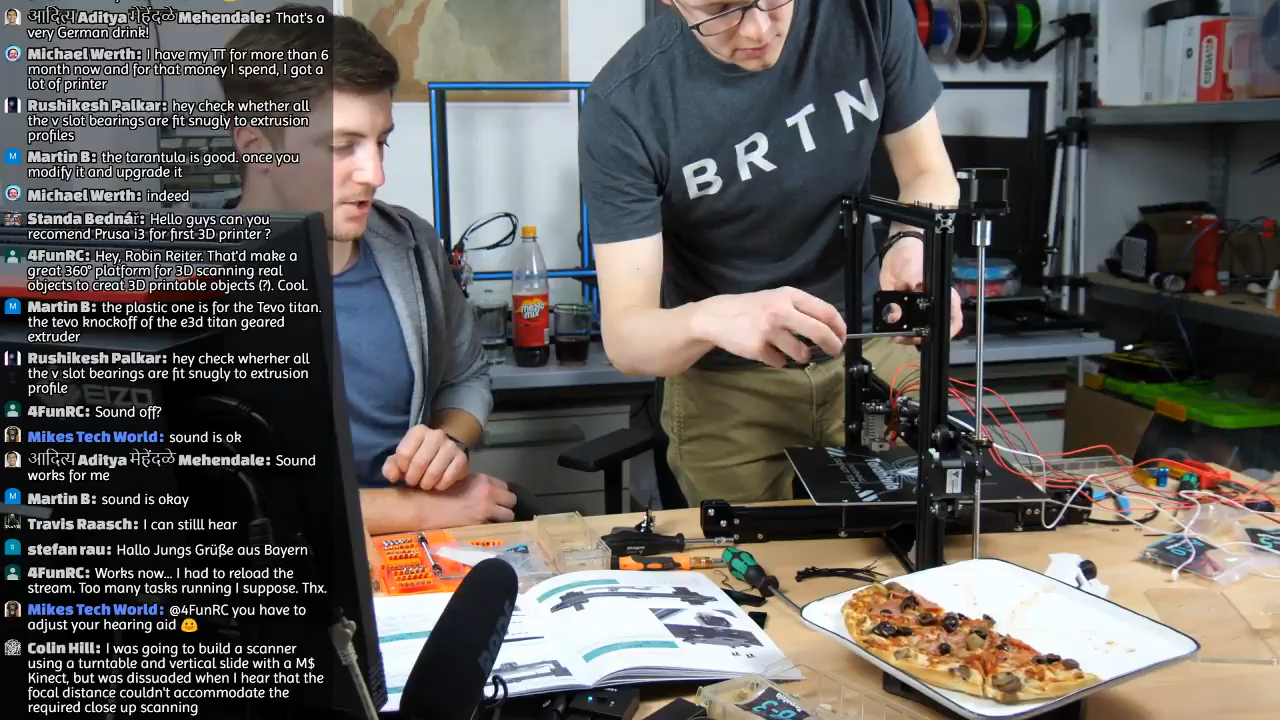 आदित्य Aditya मेहेंदळे Mehendale: That's a
very German drink!
Michael Werth: I have my TT for more than 6
month now and for that money I spend, I got a
lot of printer
Rushikesh Palkar: hey check whether all
the v slot bearings are fit snugly to extrusion
profiles
Martin B: the tarantula is good. once you
modify it and upgrade it
Michael Werth: indeed
Standa Bednář: Hello guys can you
recomend Prusa i3 for first 3D printer ?
4FunRC: Hey, Robin Reiter. That'd make a
great 360° platform for 3D scanning real
objects to creat 3D printable objects (?). Cool.
Martin B: the plastic one is for the Tevo titan.
the tevo knockoff of the e3d titan geared
extruder
Rushikesh Palkar: hey check wherher all
the v slot bearings are fit snugly to extrusion
profile
4FunRC: Sound off?
Mikes Tech World: sound is ok
आदित्य Aditya मेहेंदळे Mehendale: Sound
works for me
Martin B: sound is okay
Travis Raasch: I can stilll hear
stefan rau: Hallo Jungs Grüße aus Bayern
4FunRC: Works now... I had to reload the
stream. Too many tasks running I suppose. Thx.
Mikes Tech World: @4FunRC you have to
adjust your hearing aid 🙂
Colin Hill: I was going to build a scanner
using a turntable and vertical slide with a M$
Kinect, but was dissuaded when I hear that the
focal distance couldn't accommodate the
required close up scanning
BRTN
mezzo
mix
EIZO
RODE